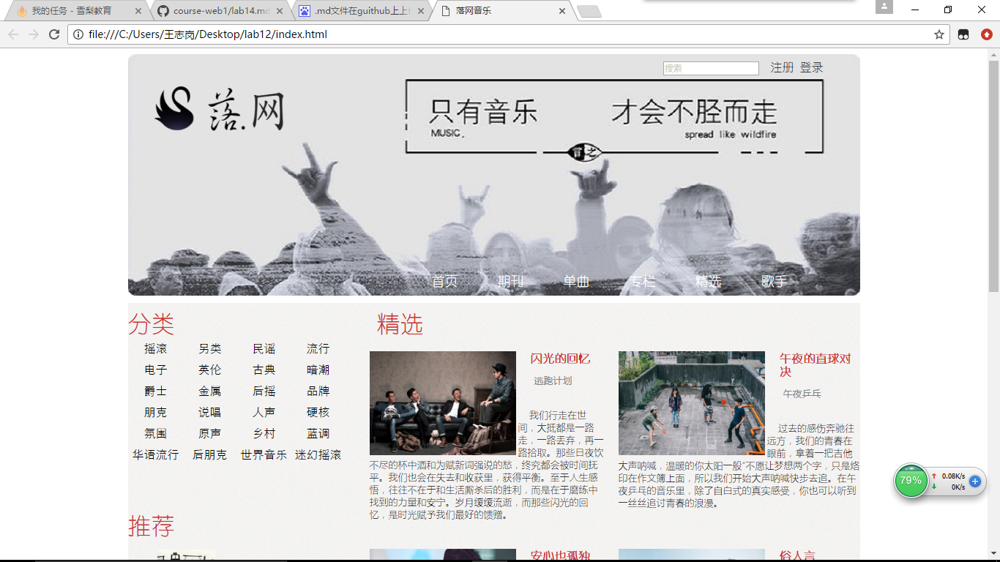 我的任务 - 雪梨教育
course-web1/lab14.md
.md文件在guithub上上
落网音乐
file:///C:/Users/王志岗/Desktop/lab12/index.html
搜索 注册 登录
落.网
只有音乐 才会不胫而走
MUSIC. spread like wildfire
首页 期刊 单曲 专栏 精选 歌手
分类
摇滚 另类 民谣 流行
电子 英伦 古典 暗潮
爵士 金属 后摇 品牌
朋克 说唱 人声 硬核
氛围 原声 乡村 蓝调
华语流行 后朋克 世界音乐 迷幻摇滚
推荐
精选
闪光的回忆
逃跑计划
我们行走在世
间，大抵都是一路
走，一路丢弃，再一
路拾取。那些日夜饮
不尽的杯中酒和为赋新词强说的愁，终究都会被时间抚
平。我们也会在失去和收获里，获得平衡。至于人生感
悟，往往不在于和生活厮杀后的胜利，而是在于磨练中
找到的力量和安宁。岁月缓缓流逝，而那些闪光的回
忆，是时光赋予我们最好的馈赠。
午夜的直球对
决
午夜乒乓
过去的感伤奔驰往
远方，我们的青春在
眼前，拿着一把吉他
大声呐喊，温暖的你太阳一般”不愿让梦想两个字，只是烙
印在作文簿上面，所以我们开始大声呐喊快步去追。在午
夜乒乓的音乐里，除了自白式的真实感受，你也可以听到
一丝丝追讨青春的浪漫。
安心也孤独
俗人言
79%
0.08K/s
0K/s